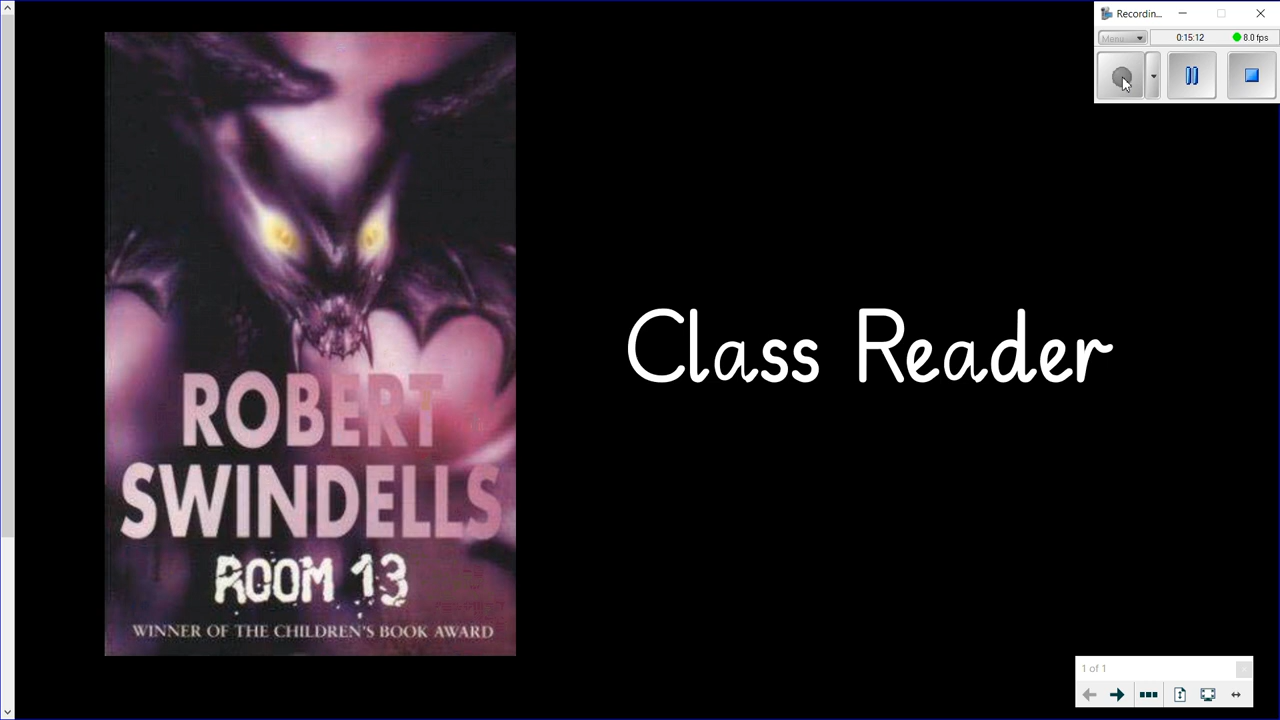 Recordin...
Menu
0:15:12
8.0 fps
ROBERT
SWINDELLS
ROOM 13
WINNER OF THE CHILDREN'S BOOK AWARD
Class Reader
1 of 1